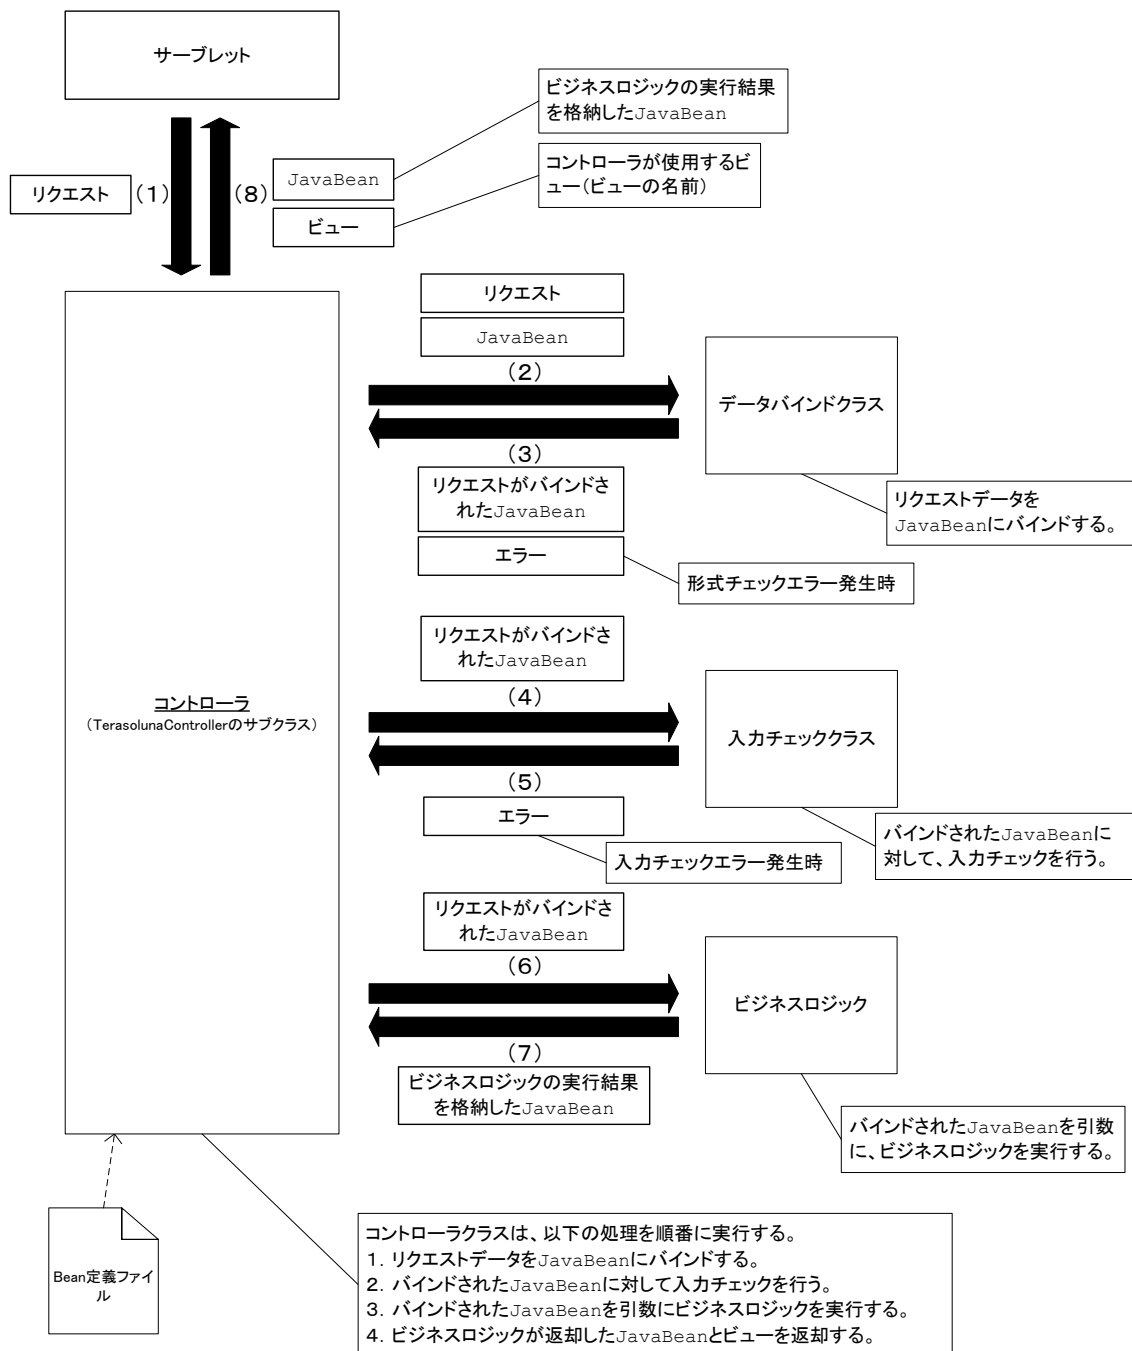 サーブレット
ビジネスロジックの実行結果
を格納したJavaBean
コントローラが使用するビ
ュー(ビューの名前)
リクエスト
(1)
(8)
JavaBean
ビュー
リクエスト
JavaBean
(2)
データバインドクラス
(3)
リクエストがバインドさ
れたJavaBean
リクエストデータを
JavaBeanにバインドする。
エラー
形式チェックエラー発生時
リクエストがバインドさ
れたJavaBean
コントローラ
(TerasolunaControllerのサブクラス)
(4)
入力チェッククラス
(5)
エラー
バインドされたJavaBeanに
対して、入力チェックを行う。
入力チェックエラー発生時
リクエストがバインドさ
れたJavaBean
(6)
ビジネスロジック
(7)
ビジネスロジックの実行結果
を格納したJavaBean
バインドされたJavaBeanを引数
に、ビジネスロジックを実行する。
Bean定義ファイ
ル
コントローラクラスは、以下の処理を順番に実行する。
1. リクエストデータをJavaBeanにバインドする。
2. バインドされたJavaBeanに対して入力チェックを行う。
3. バインドされたJavaBeanを引数にビジネスロジックを実行する。
4. ビジネスロジックが返却したJavaBeanとビューを返却する。